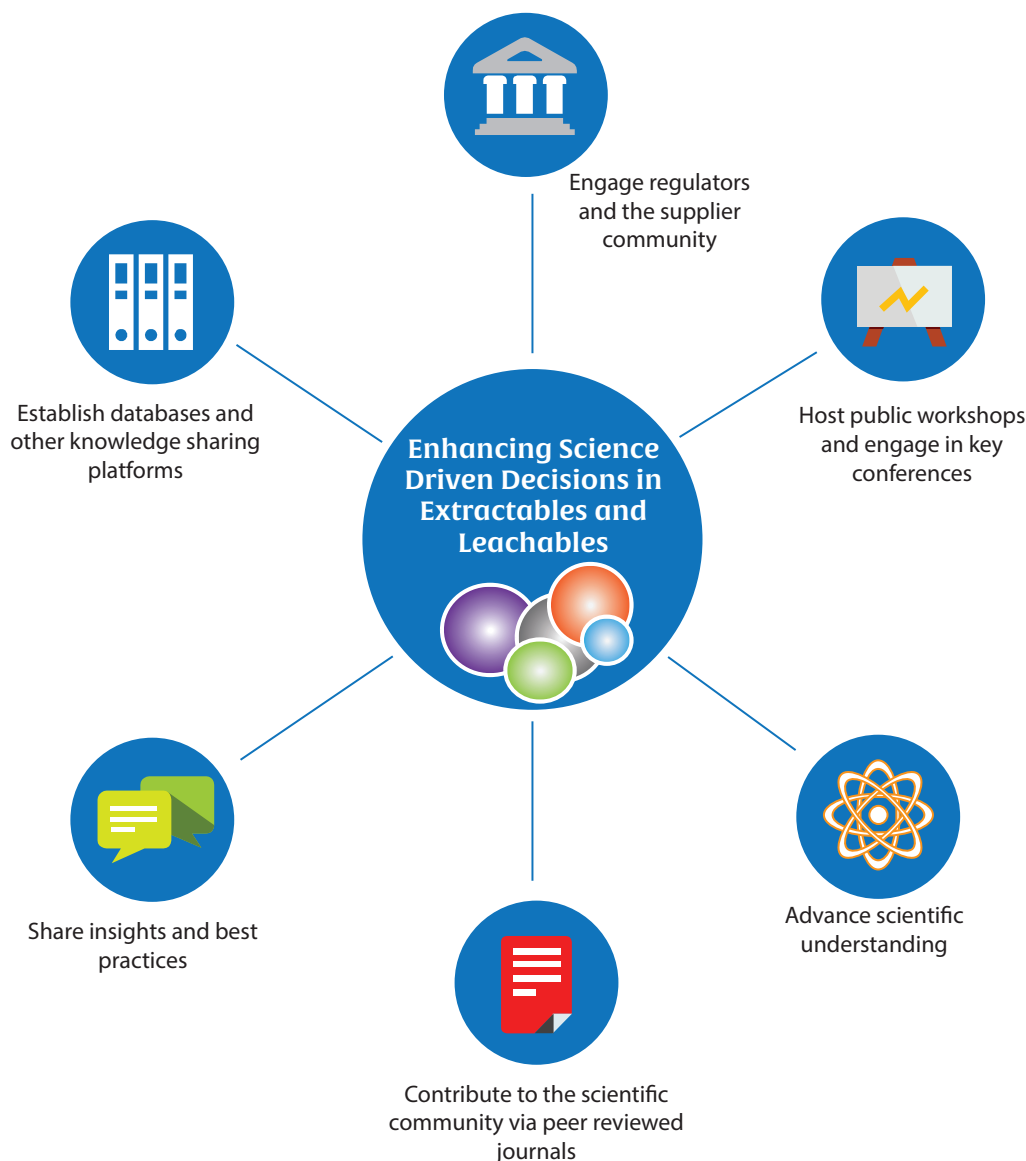 Engage regulators
and the supplier
community
Host public workshops
and engage in key
conferences
Establish databases and
other knowledge sharing
platforms
Enhancing Science
Driven Decisions in
Extractables and
Leachables
Advance scientific
understanding
Share insights and best
practices
Contribute to the scientific
community via peer reviewed
journals